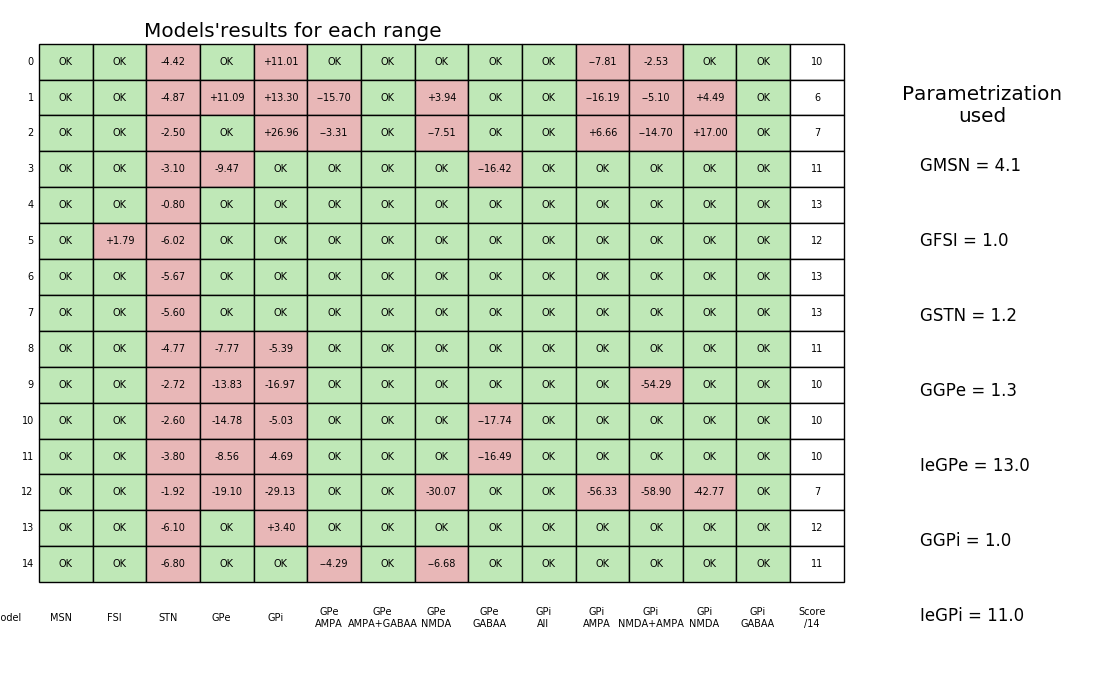 Models'results for each range
0 OK OK -4.42 OK +11.01 OK OK OK OK OK --7.81 -2.53 OK OK 10
1 OK OK -4.87 +11.09 +13.30 --15.70 OK +3.94 OK OK --16.19 --5.10 +4.49 OK 6
2 OK OK -2.50 OK +26.96 --3.31 OK --7.51 OK OK +6.66 --14.70 +17.00 OK 7
3 OK OK -3.10 -9.47 OK OK OK OK --16.42 OK OK OK OK OK 11
4 OK OK -0.80 OK OK OK OK OK OK OK OK OK OK OK 13
5 OK +1.79 -6.02 OK OK OK OK OK OK OK OK OK OK OK 12
6 OK OK -5.67 OK OK OK OK OK OK OK OK OK OK OK 13
7 OK OK -5.60 OK OK OK OK OK OK OK OK OK OK OK 13
8 OK OK -4.77 -7.77 -5.39 OK OK OK OK OK OK OK OK OK 11
9 OK OK -2.72 -13.83 -16.97 OK OK OK OK OK OK -54.29 OK OK 10
10 OK OK -2.60 -14.78 -5.03 OK OK OK --17.74 OK OK OK OK OK 10
11 OK OK -3.80 -8.56 -4.69 OK OK OK --16.49 OK OK OK OK OK 10
12 OK OK -1.92 -19.10 -29.13 OK OK -30.07 OK OK -56.33 -58.90 -42.77 OK 7
13 OK OK -6.10 OK +3.40 OK OK OK OK OK OK OK OK OK 12
14 OK OK -6.80 OK OK --4.29 OK --6.68 OK OK OK OK OK OK 11
GPe GPe GPe GPe GPi GPi GPi GPi GPi Score
odel MSN FSI STN GPe GPi
AMPA AMPA+GABAA NMDA GABAA All AMPA NMDA+AMPA NMDA GABAA /14
Parametrization
used
GMSN = 4.1
GFSI = 1.0
GSTN = 1.2
GGPe = 1.3
IeGPe = 13.0
GGPi = 1.0
IeGPi = 11.0